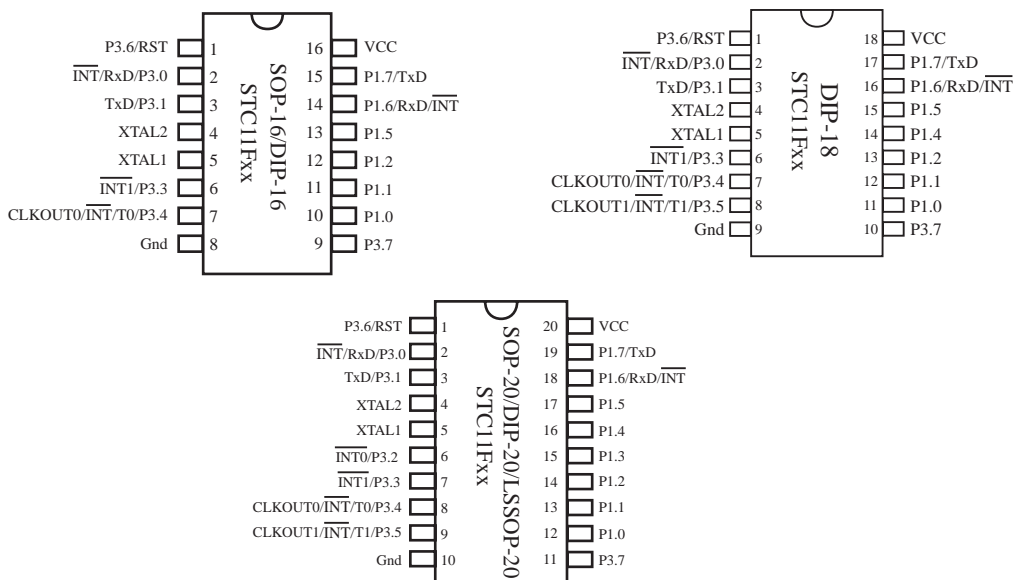 P3.6/RST 1 16 VCC
INT/RxD/P3.0 2 15 P1.7/TxD
TxD/P3.1 3 14 P1.6/RxD/INT
XTAL2 4 13 P1.5
XTAL1 5 12 P1.2
INT1/P3.3 6 11 P1.1
CLKOUT0/INT/T0/P3.4 7 10 P1.0
Gnd 8 9 P3.7
SOP-16/DIP-16
STC11Fxx
P3.6/RST 1 18 VCC
INT/RxD/P3.0 2 17 P1.7/TxD
TxD/P3.1 3 16 P1.6/RxD/INT
XTAL2 4 15 P1.5
XTAL1 5 14 P1.4
INT1/P3.3 6 13 P1.2
CLKOUT0/INT/T0/P3.4 7 12 P1.1
CLKOUT1/INT/T1/P3.5 8 11 P1.0
Gnd 9 10 P3.7
DIP-18
STC11Fxx
P3.6/RST 1 20 VCC
INT/RxD/P3.0 2 19 P1.7/TxD
TxD/P3.1 3 18 P1.6/RxD/INT
XTAL2 4 17 P1.5
XTAL1 5 16 P1.4
INT0/P3.2 6 15 P1.3
INT1/P3.3 7 14 P1.2
CLKOUT0/INT/T0/P3.4 8 13 P1.1
CLKOUT1/INT/T1/P3.5 9 12 P1.0
Gnd 10 11 P3.7
SOP-20/DIP-20/LSSOP-20
STC11Fxx